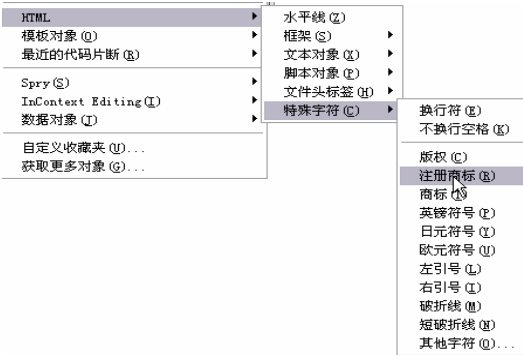 HTML
模板对象(O)
最近的代码片断(R)
Spry(S)
InContext Editing(I)
数据对象(J)
自定义收藏夹(U)...
获取更多对象(G)...
水平线(Z)
框架(S)
文本对象(X)
脚本对象(P)
文件头标签(H)
特殊字符(C)
换行符(E)
不换行空格(K)
版权(C)
注册商标(R)
商标
英镑符号(P)
日元符号(Y)
欧元符号(U)
左引号(L)
右引号(I)
破折线(M)
短破折线(N)
其他字符(O)...